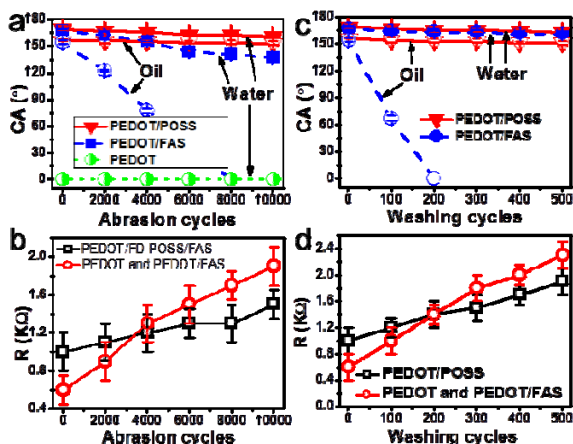 a
180
150
120
90
60
30
0
CA (°)
Oil
Water
PEDOT/POSS
PEDOT/FAS
PEDOT
0 2000 4000 6000 8000 10000
Abrasion cycles
c
180
150
120
90
60
30
0
CA (°)
Oil
Water
PEDOT/POSS
PEDOT/FAS
0 100 200 300 400 500
Washing cycles
b
2.0
1.6
1.2
0.8
0.4
R (KΩ)
PEDOT/FD-POSS/FAS
PEDOT and PEDOT/FAS
0 2000 4000 6000 8000 10000
Abrasion cycles
d
2.4
2.0
1.6
1.2
0.8
0.4
0.0
R (KΩ)
PEDOT/POSS
PEDOT and PEDOT/FAS
0 100 200 300 400 500
Washing cycles